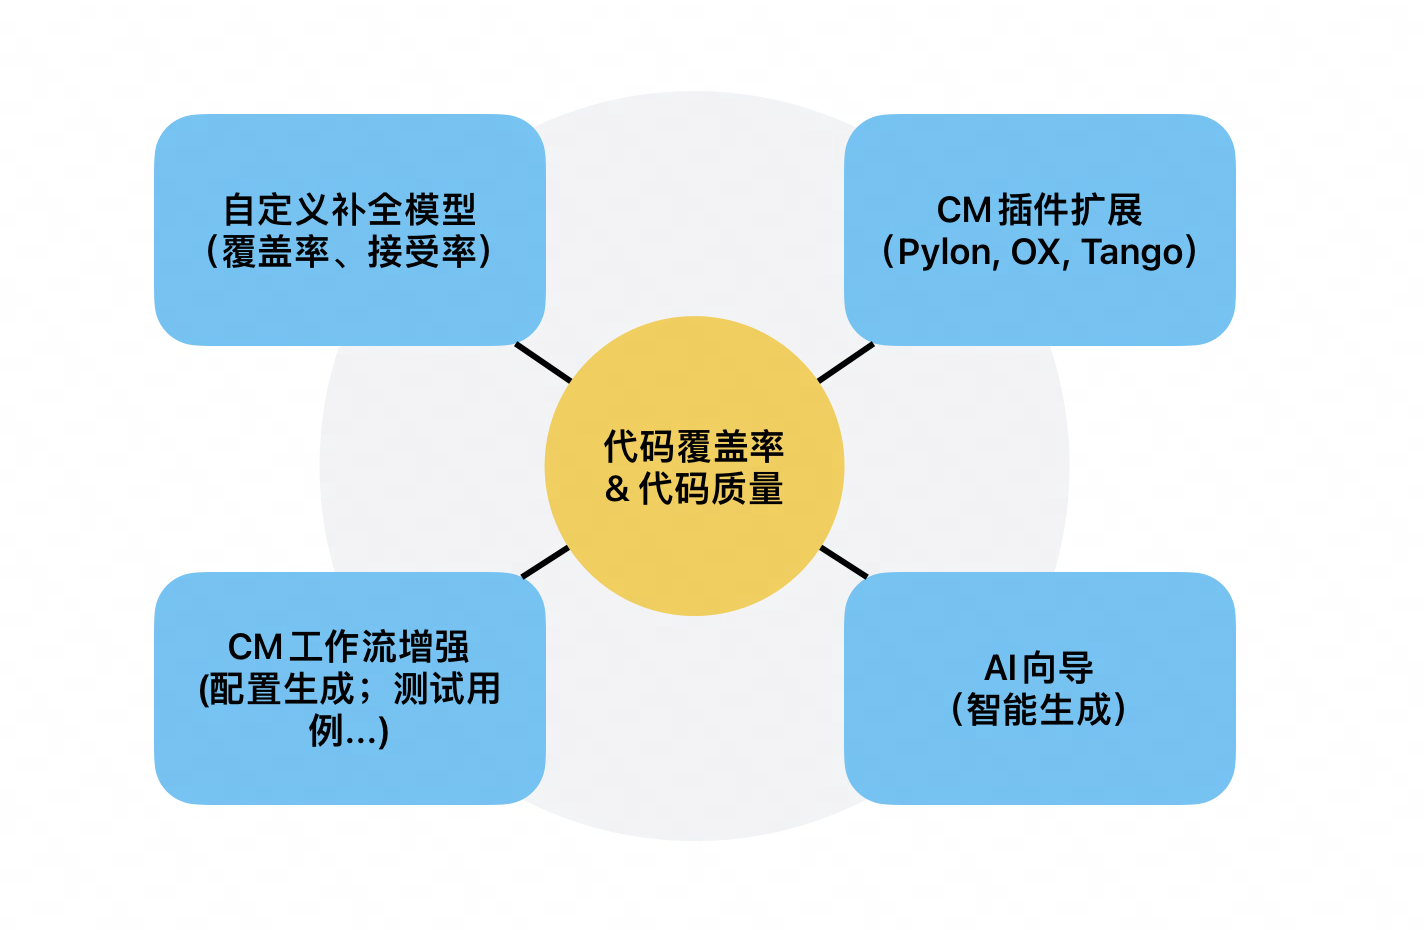 自定义补全模型
（覆盖率、接受率）
CM 插件扩展
（Pylon, OX, Tango）
代码覆盖率
& 代码质量
CM 工作流增强
(配置生成；测试用
例...)
AI 向导
（智能生成）